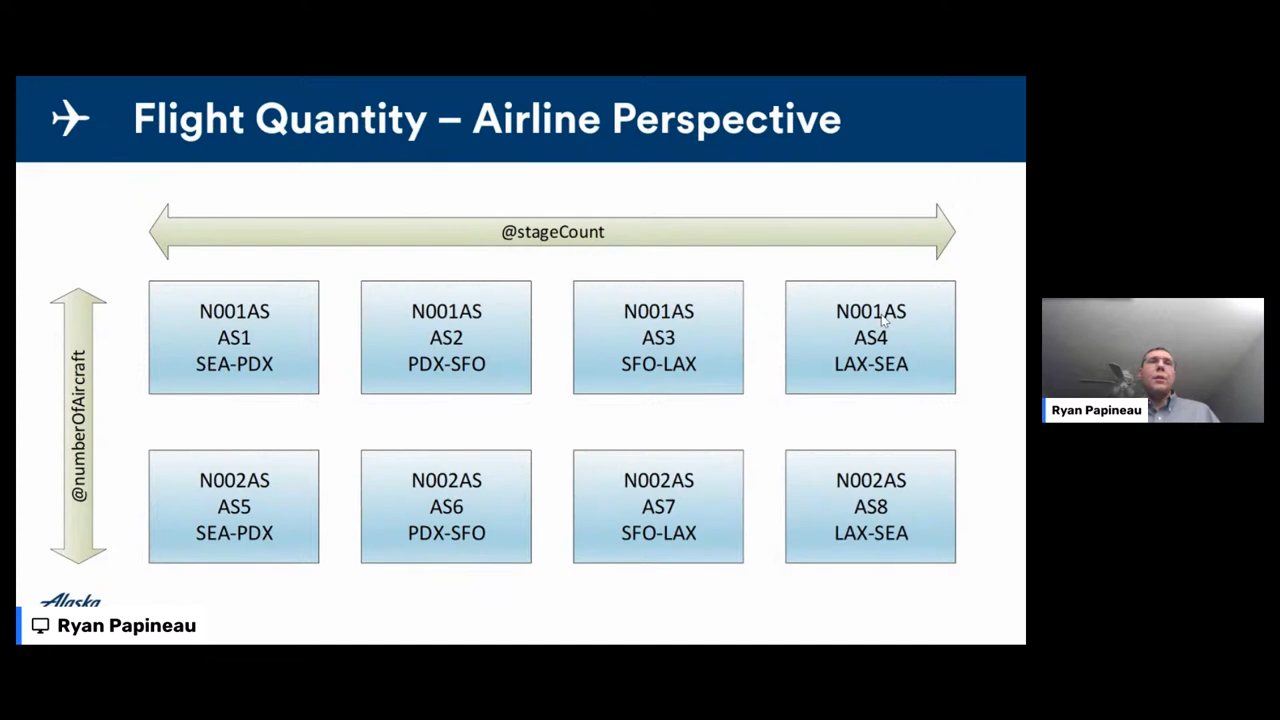 Flight Quantity – Airline Perspective
@stageCount
@numberOfAircraft
N001AS
AS1
SEA-PDX
N001AS
AS2
PDX-SFO
N001AS
AS3
SFO-LAX
N001AS
AS4
LAX-SEA
N002AS
AS5
SEA-PDX
N002AS
AS6
PDX-SFO
N002AS
AS7
SFO-LAX
N002AS
AS8
LAX-SEA
Alaska
Ryan Papineau
Ryan Papineau